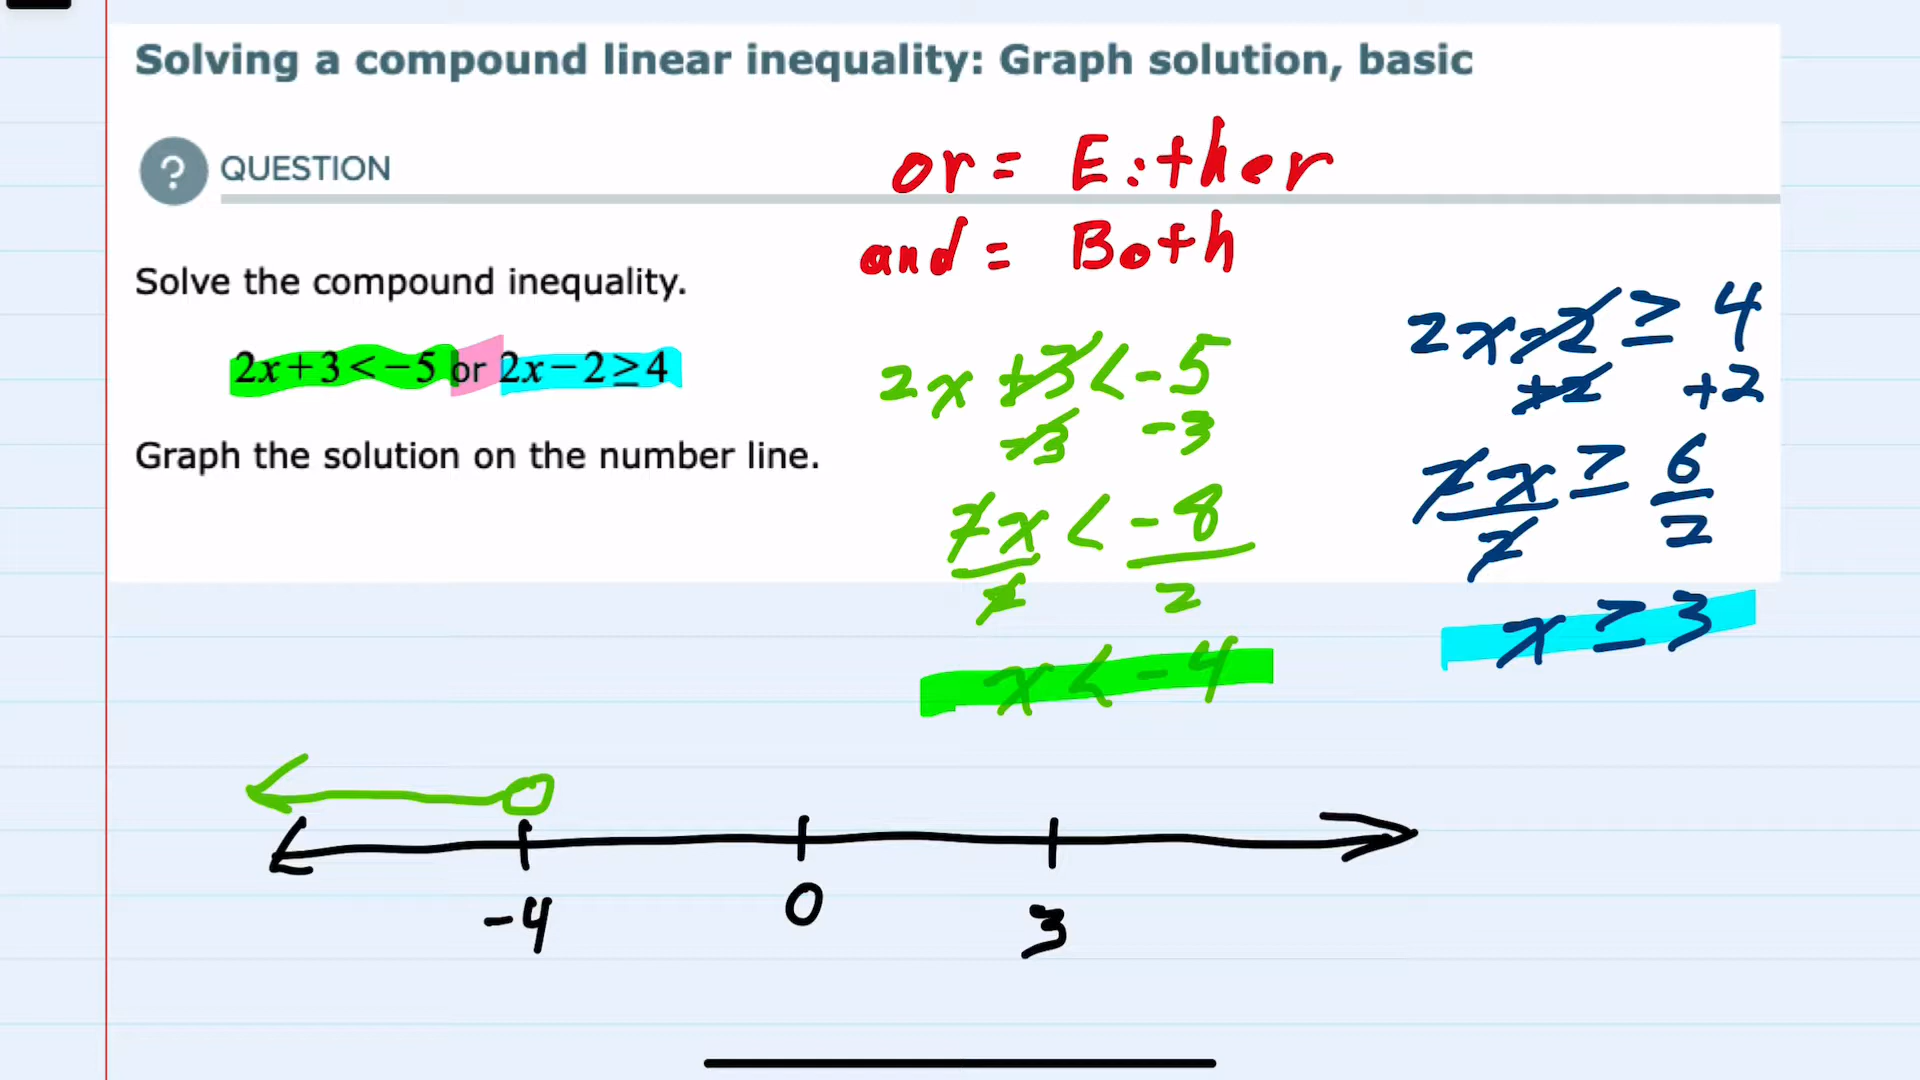 Solving a compound linear inequality: Graph solution, basic
? QUESTION
or = Either
and = Both
Solve the compound inequality.
2x+3<−5 or 2x−2≥4
Graph the solution on the number line.
2x +3 < -5
-3 -3
2x < -8
2 2
x < -4
2x-2 ≥ 4
+2 +2
2x ≥ 6
2 2
x ≥ 3
-4 0 3